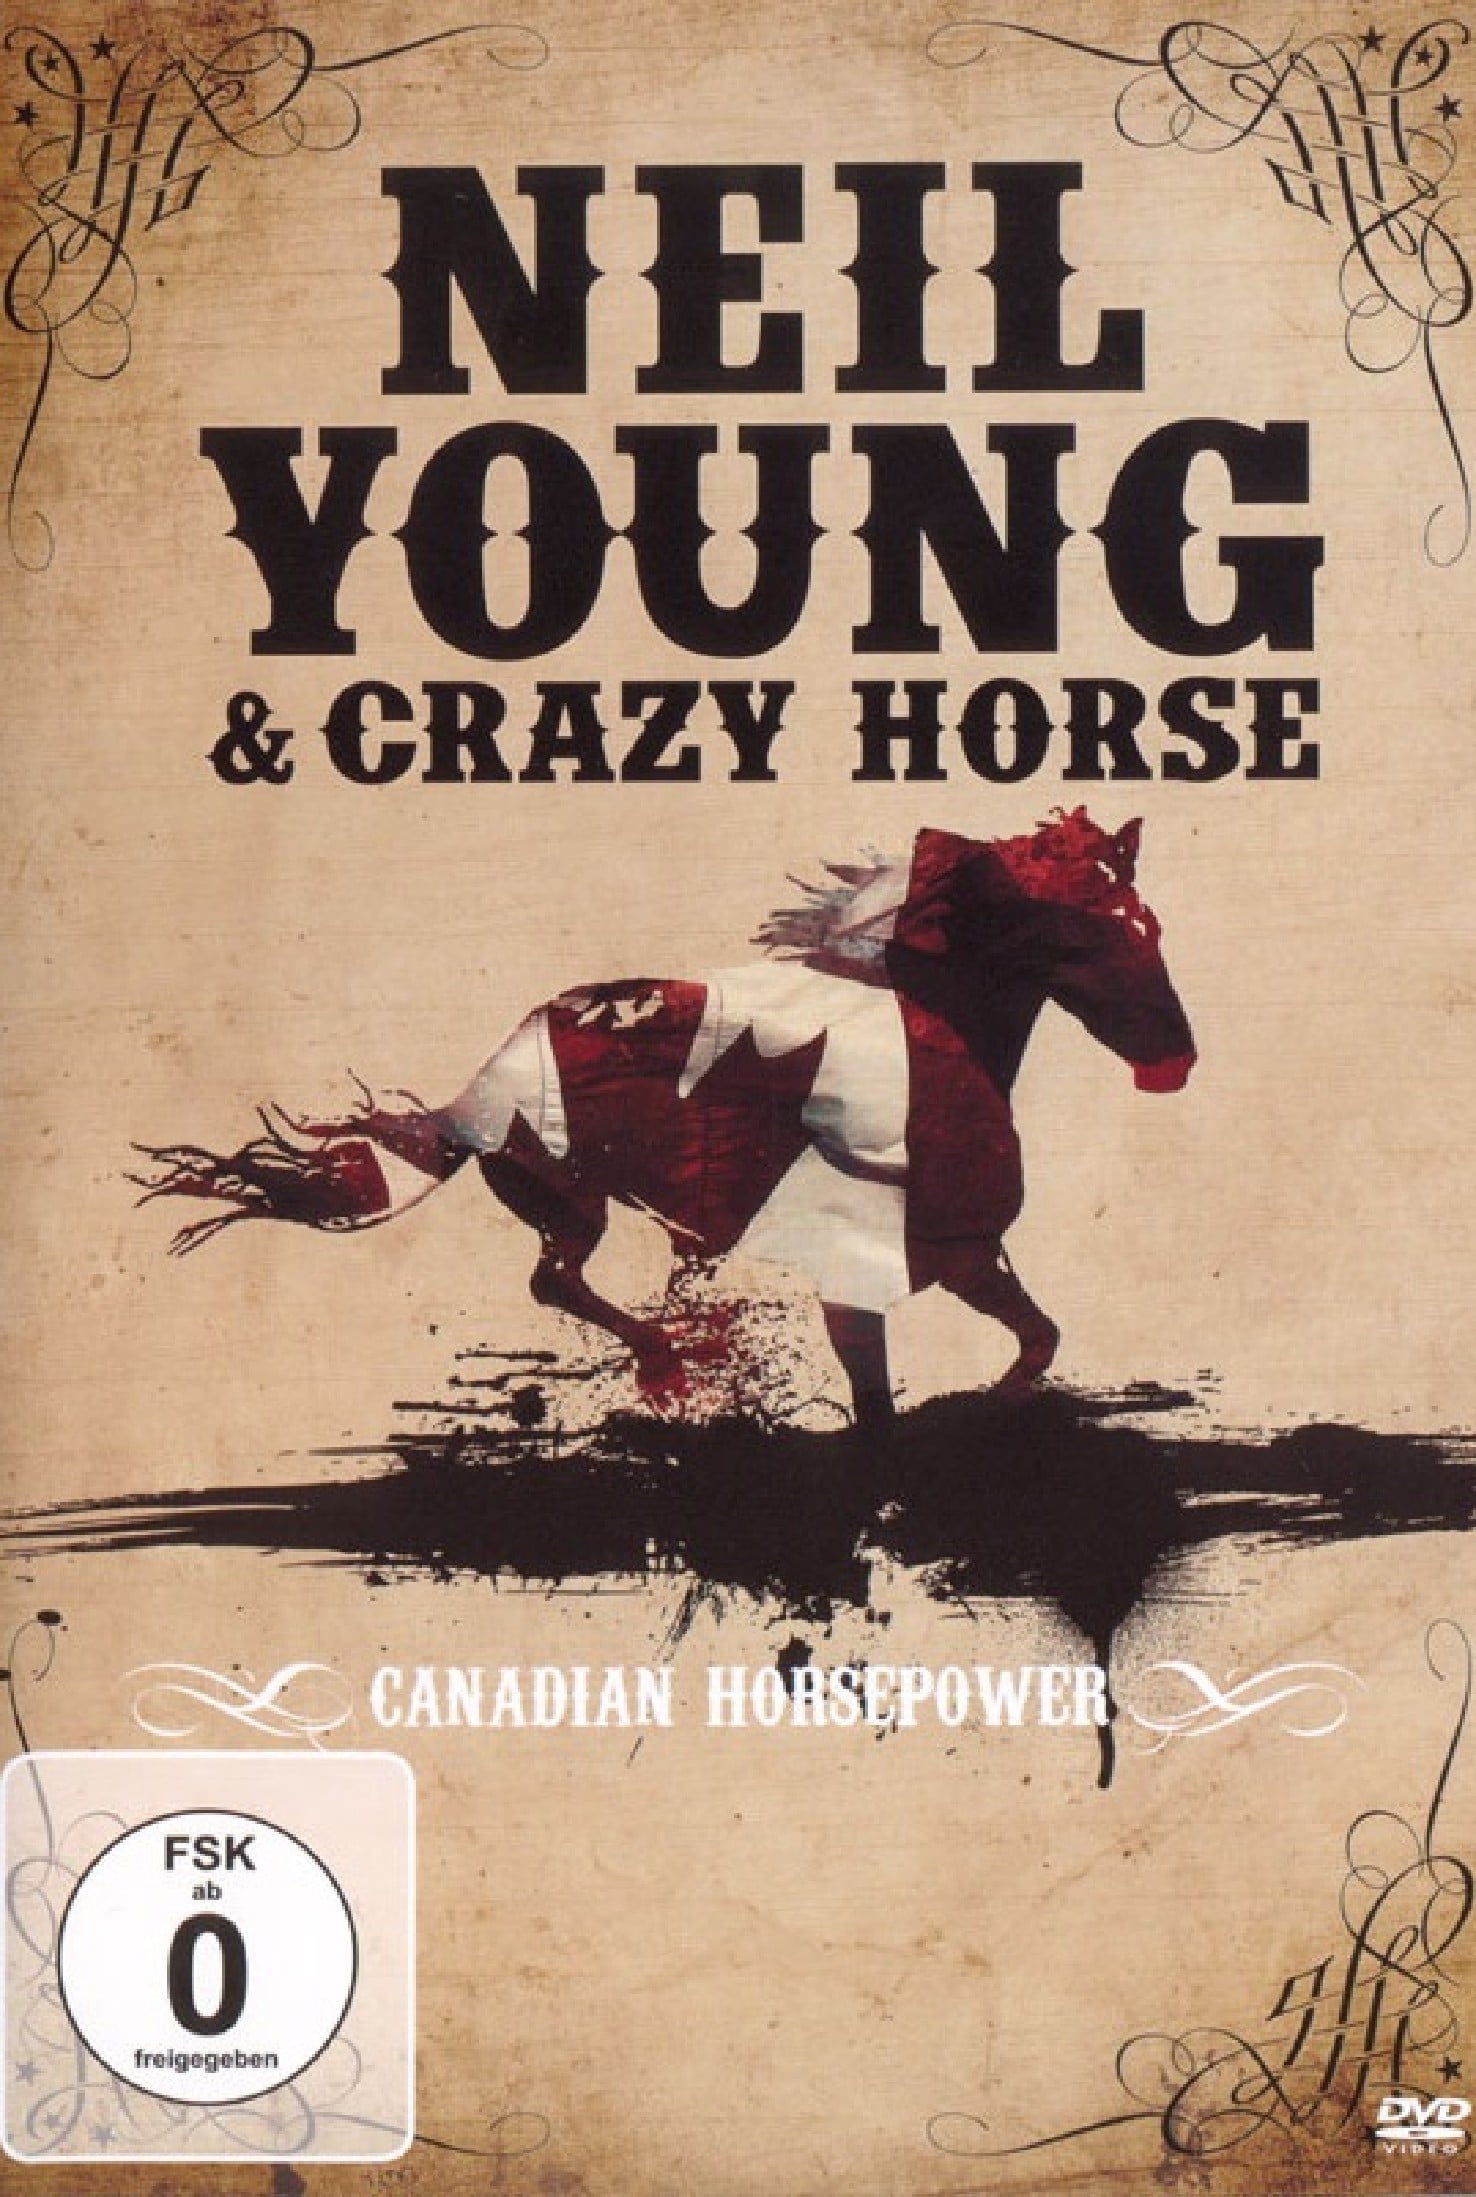 NEIL
YOUNG
& CRAZY HORSE
CANADIAN HORSEPOWER
FSK
ab
0
freigegeben
DVD
VIDEO